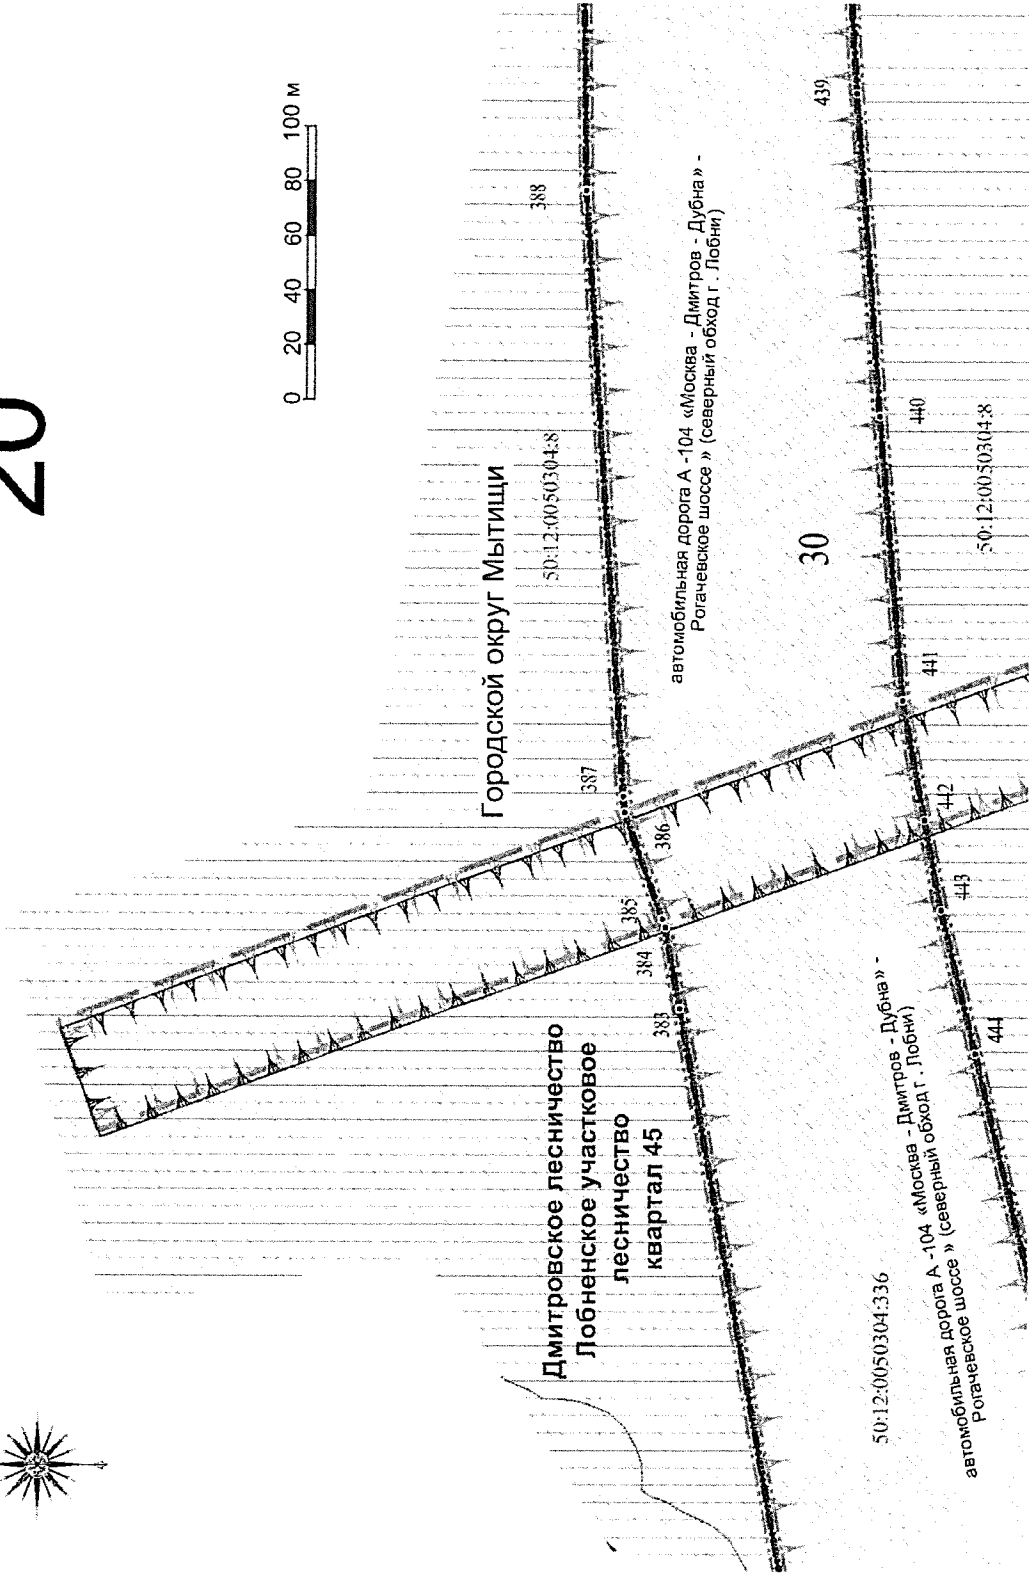 20
0 20 40 60 80 100 м
388
439
Городской округ Мытищи
50:12:0050304:8
автомобильная дорога А -104 «Москва - Дмитров - Дубна» -
Рогачевское шоссе » (северный обход г . Лобни)
30
440
50:12:0050304:8
387
386
441
442
385
384
383
443
444
Дмитровское лесничество
Лобненское участковое
лесничество
квартал 45
50:12:0050304:336
автомобильная дорога А -104 «Москва - Дмитров - Дубна» -
Рогачевское шоссе » (северный обход г . Лобни)